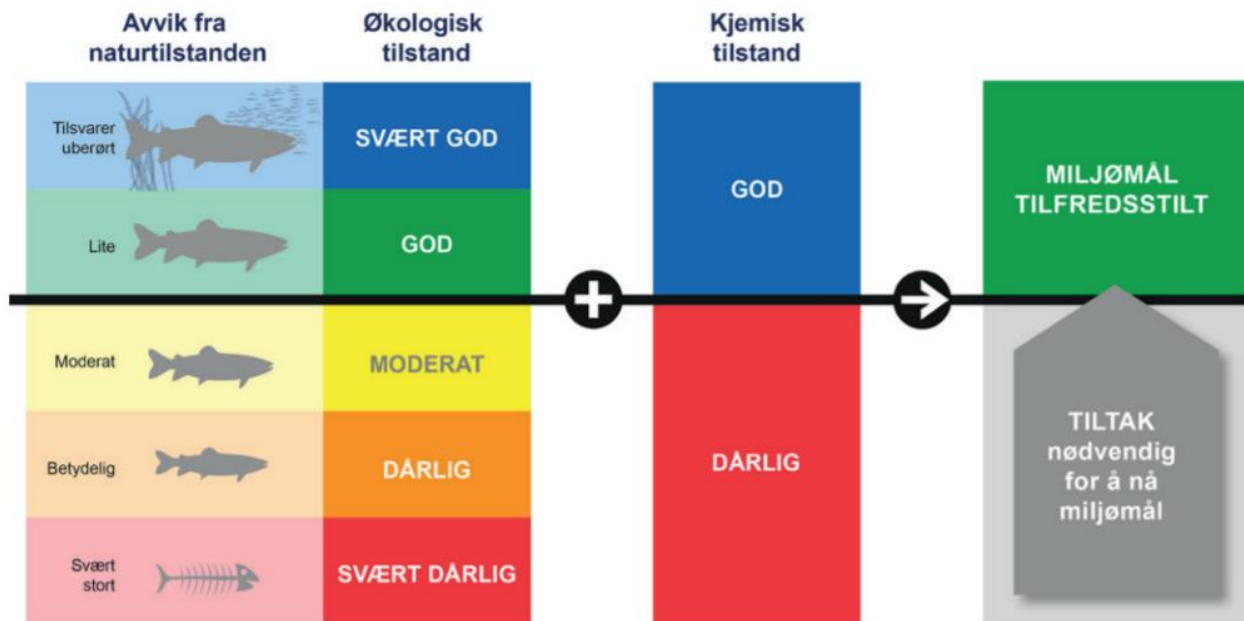 Avvik fra
naturtilstanden
Økologisk
tilstand
Kjemisk
tilstand
Tilsvarer
uberørt
SVÆRT GOD
Lite
GOD
GOD
MILJØMÅL
TILFREDSSTILT
Moderat
MODERAT
Betydelig
DÅRLIG
Svært
stort
SVÆRT DÅRLIG
DÅRLIG
TILTAK
nødvendig
for å nå
miljømål